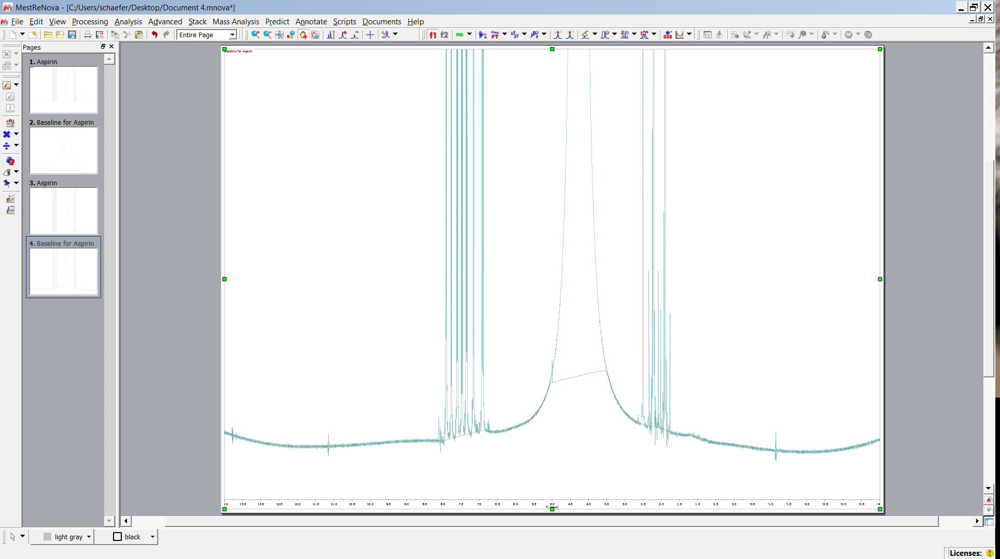 MestReNova - [C:/Users/schaefer/Desktop/Document 4.mnova*]
File Edit View Processing Analysis Advanced Stack Mass Analysis Predict Annotate Scripts Documents Help
Entire Page f1 f2 FID FT GSD
Pages
1. Aspirin
2. Baseline for Aspirin
3. Aspirin
4. Baseline for Aspirin
Baseline for Aspirin
13.5 13.0 12.5 12.0 11.5 11.0 10.5 10.0 9.5 9.0 8.5 8.0 7.5 7.0 6.5 6.0 5.5 5.0 4.5 4.0 3.5 3.0 2.5 2.0 1.5 1.0 0.5 0.0 -0.5 -1.0 -1.5 -2.0 -2.5 -3.0 -3.5
f1
light gray black
Licenses: